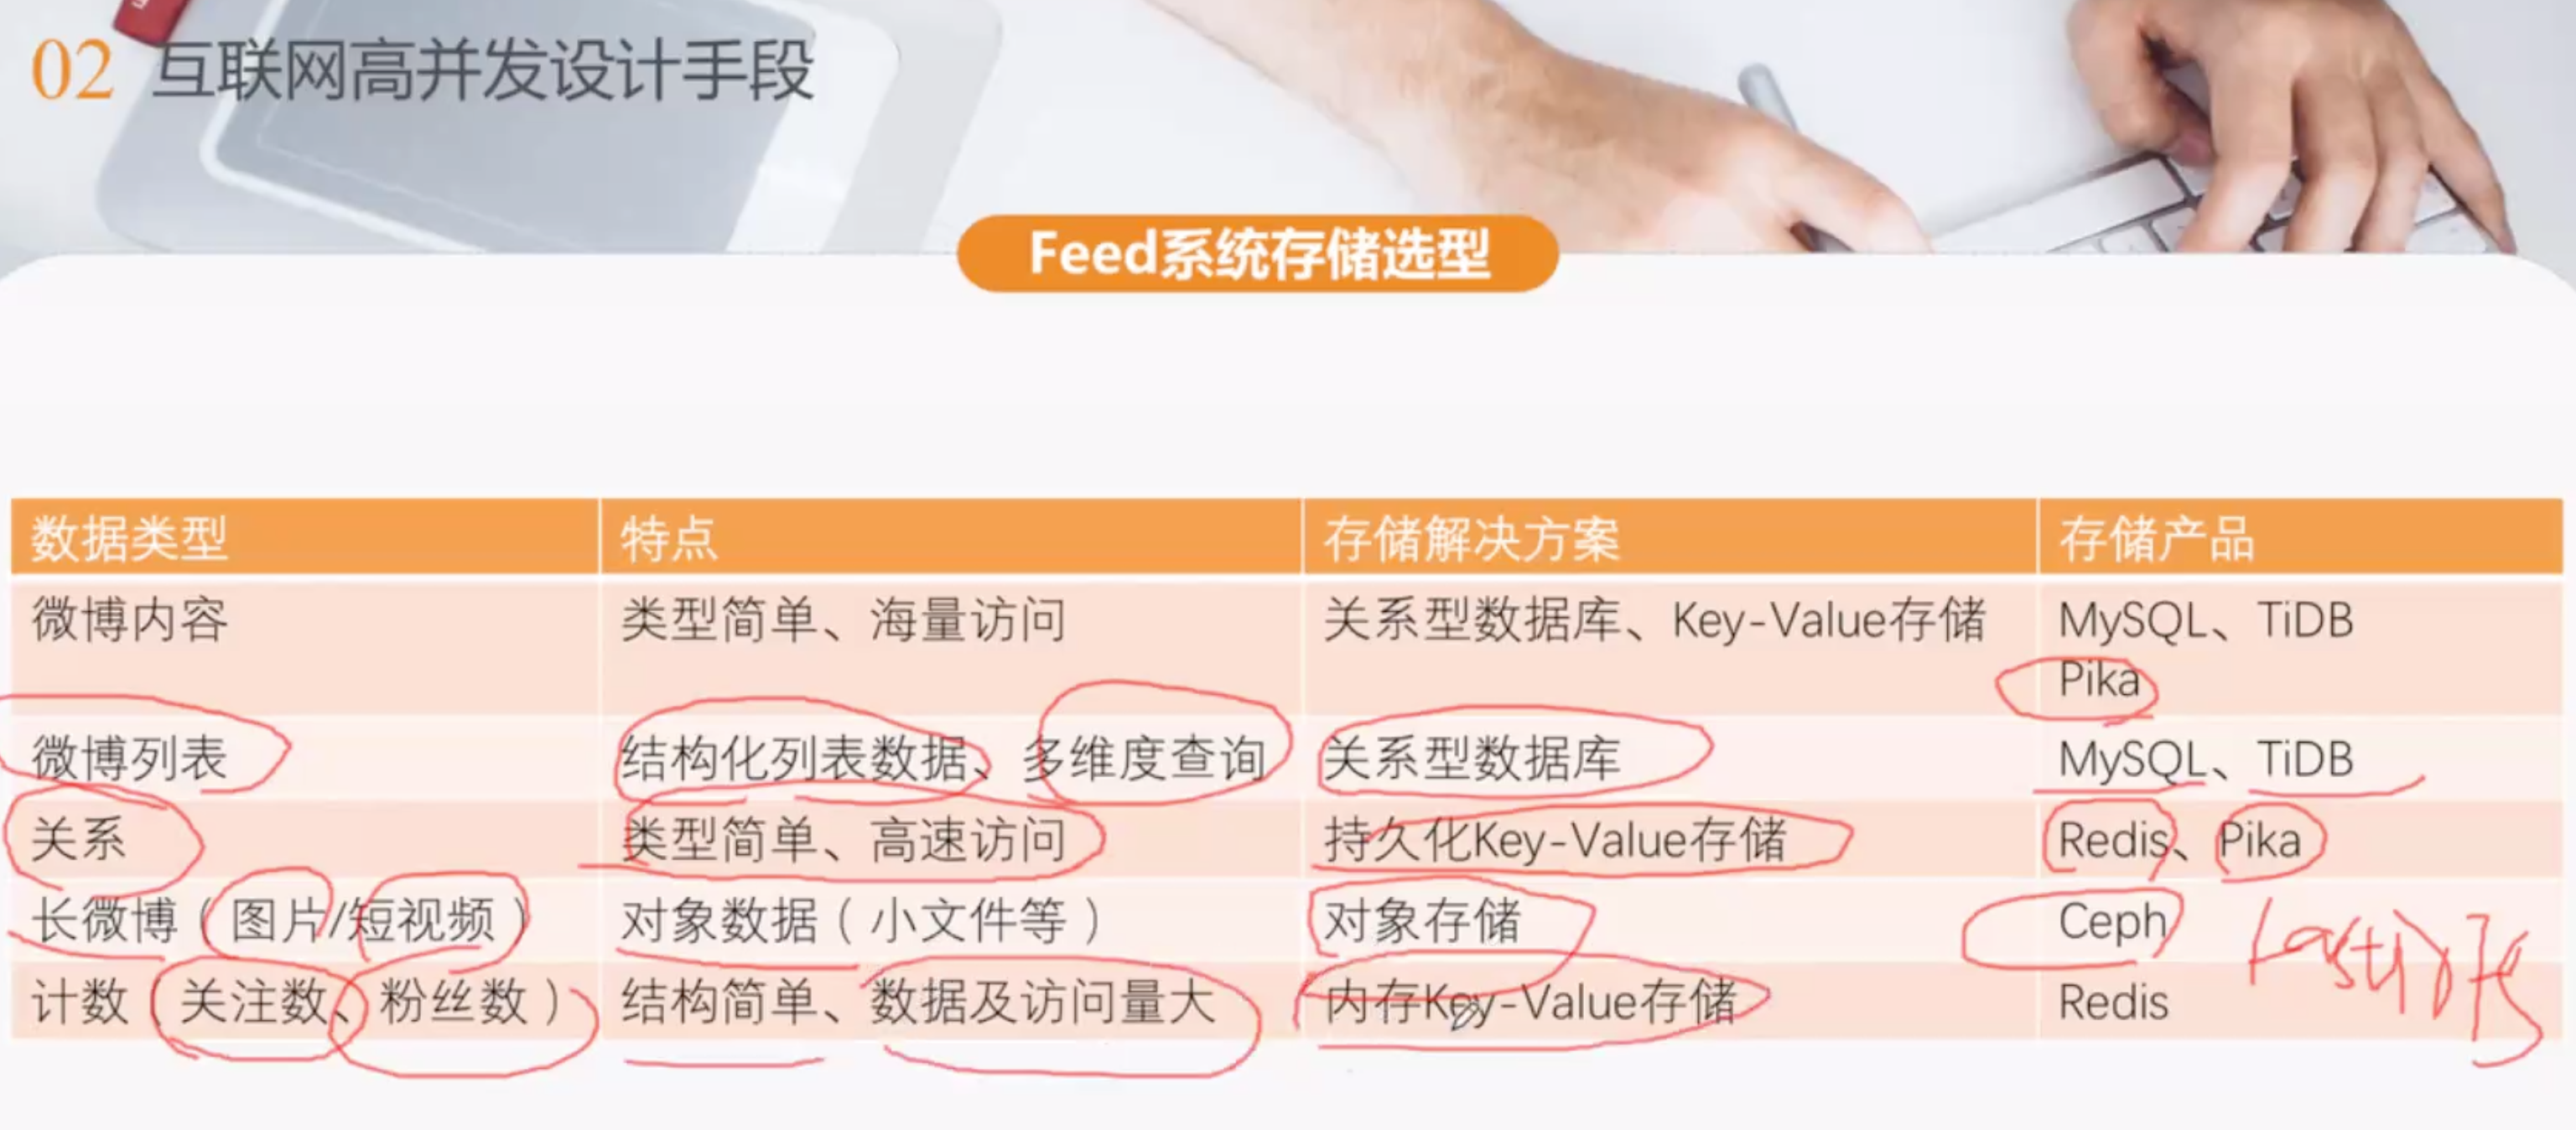 02 互联网高并发设计手段
Feed系统存储选型
数据类型 特点 存储解决方案 存储产品
微博内容 类型简单、海量访问 关系型数据库、Key-Value存储 MySQL、TiDB
Pika
微博列表 结构化列表数据、多维度查询 关系型数据库 MySQL、TiDB
关系 类型简单、高速访问 持久化Key-Value存储 Redis、Pika
长微博（图片/短视频） 对象数据（小文件等） 对象存储 Ceph
计数（关注数、粉丝数） 结构简单、数据及访问量大 内存Key-Value存储 Redis